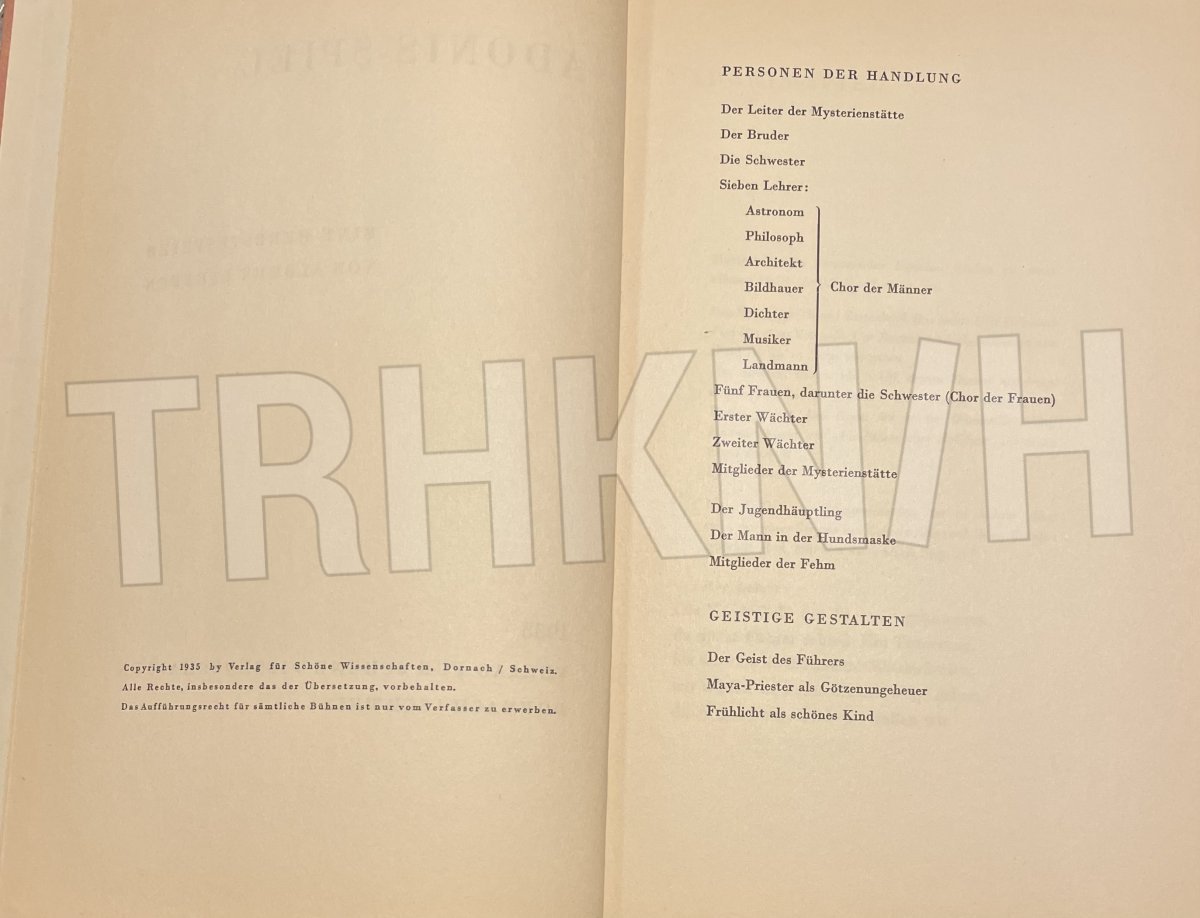 Copyright 1935 by Verlag für Schöne Wissenschaften, Dornach / Schweiz.
Alle Rechte, insbesondere das der Übersetzung, vorbehalten.
Das Aufführungsrecht für sämtliche Bühnen ist nur vom Verfasser zu erwerben.
PERSONEN DER HANDLUNG
Der Leiter der Mysterienstätte
Der Bruder
Die Schwester
Sieben Lehrer:
Astronom
Philosoph
Architekt
Bildhauer
Chor der Männer
Dichter
Musiker
Landmann
Fünf Frauen, darunter die Schwester (Chor der Frauen)
Erster Wächter
Zweiter Wächter
Mitglieder der Mysterienstätte
Der Jugendhäuptling
Der Mann in der Hundsmaske
Mitglieder der Fehm
GEISTIGE GESTALTEN
Der Geist des Führers
Maya-Priester als Götzenungeheuer
Frühlicht als schönes Kind
TRHKN/H